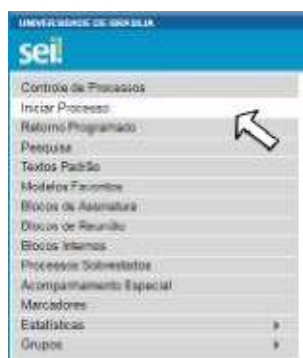 UNIVERSIDADE DE BRASÍLIA
sei!
Controle de Processos
Iniciar Processo
Retorno Programado
Pesquisa
Textos Padrão
Modelos Favoritos
Blocos de Assinatura
Blocos de Reunião
Blocos Internos
Processos Sobrestados
Acompanhamento Especial
Marcadores
Estatísticas
Grupos